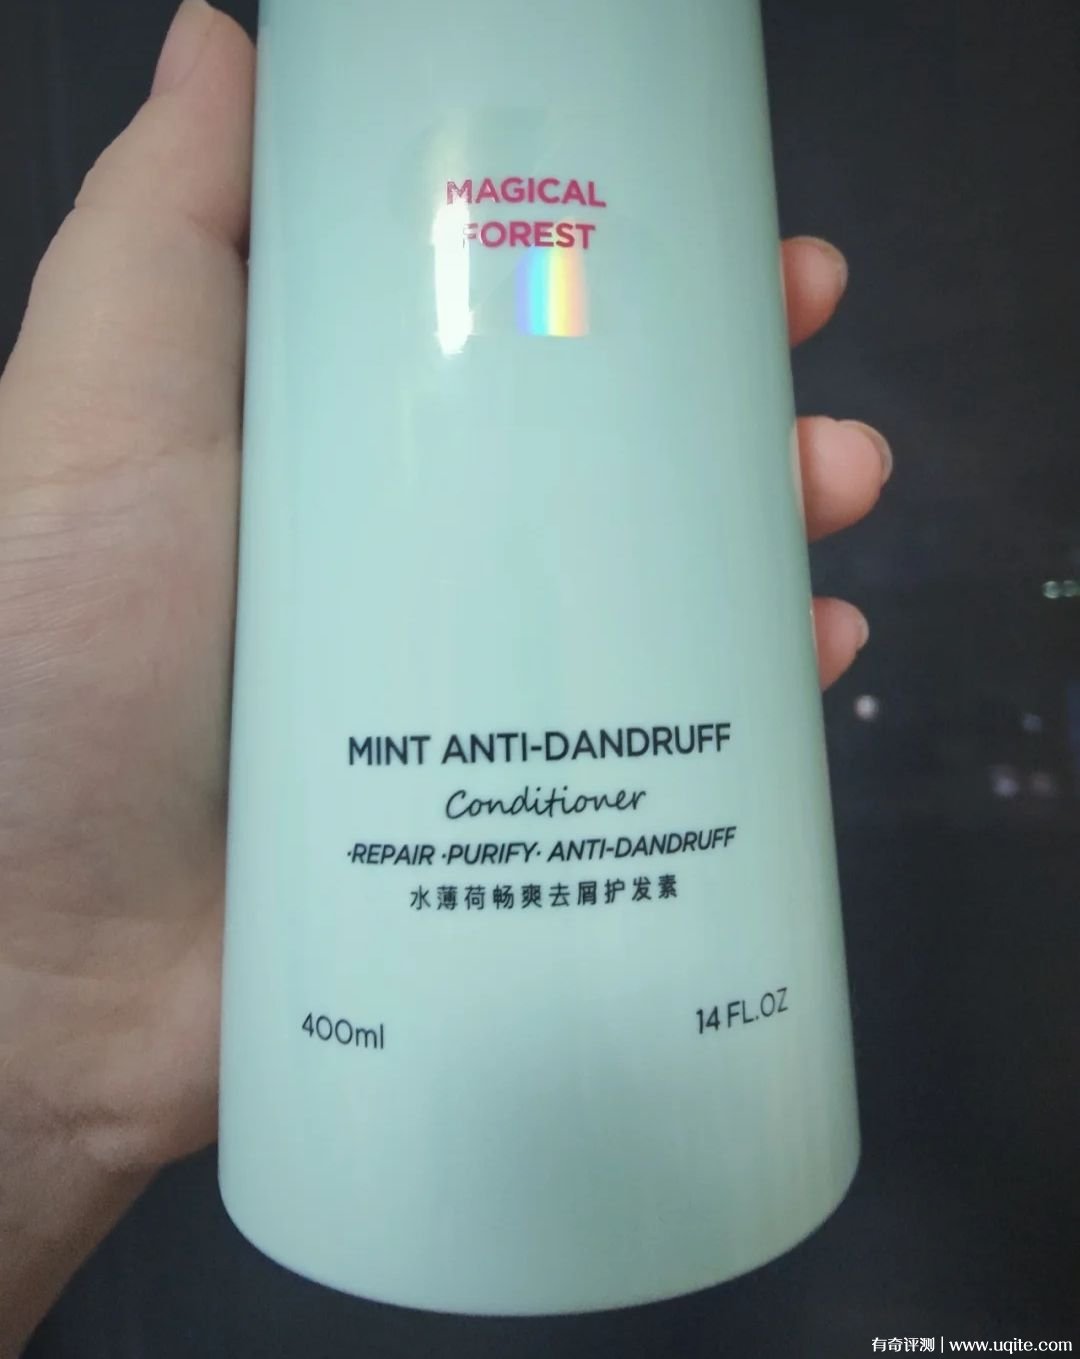 MAGICAL
FOREST
MINT ANTI-DANDRUFF
Conditioner
·REPAIR ·PURIFY· ANTI-DANDRUFF
水薄荷畅爽去屑护发素
400ml 14 FL.OZ
有奇评测 | www.uqite.com